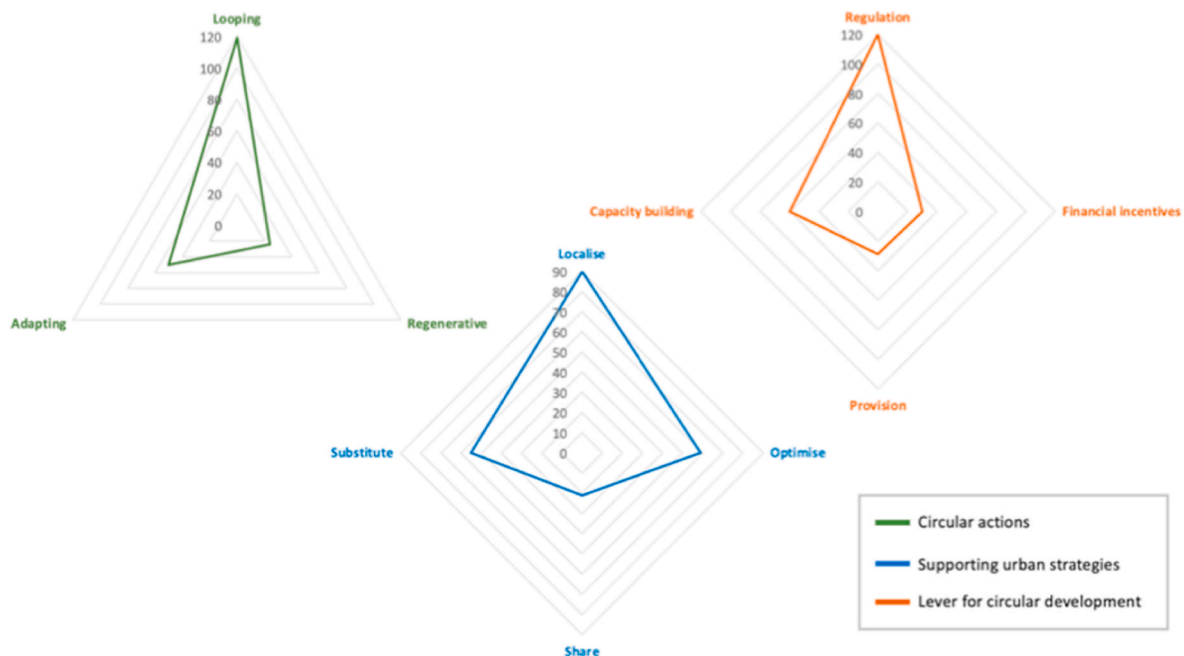 Looping
120
100
80
60
40
20
0
Adapting
Regenerative
Regulation
120
100
80
60
40
20
0
Capacity building
Financial incentives
Provision
Localise
90
80
70
60
50
40
30
20
10
0
Substitute
Optimise
Share
Circular actions
Supporting urban strategies
Lever for circular development